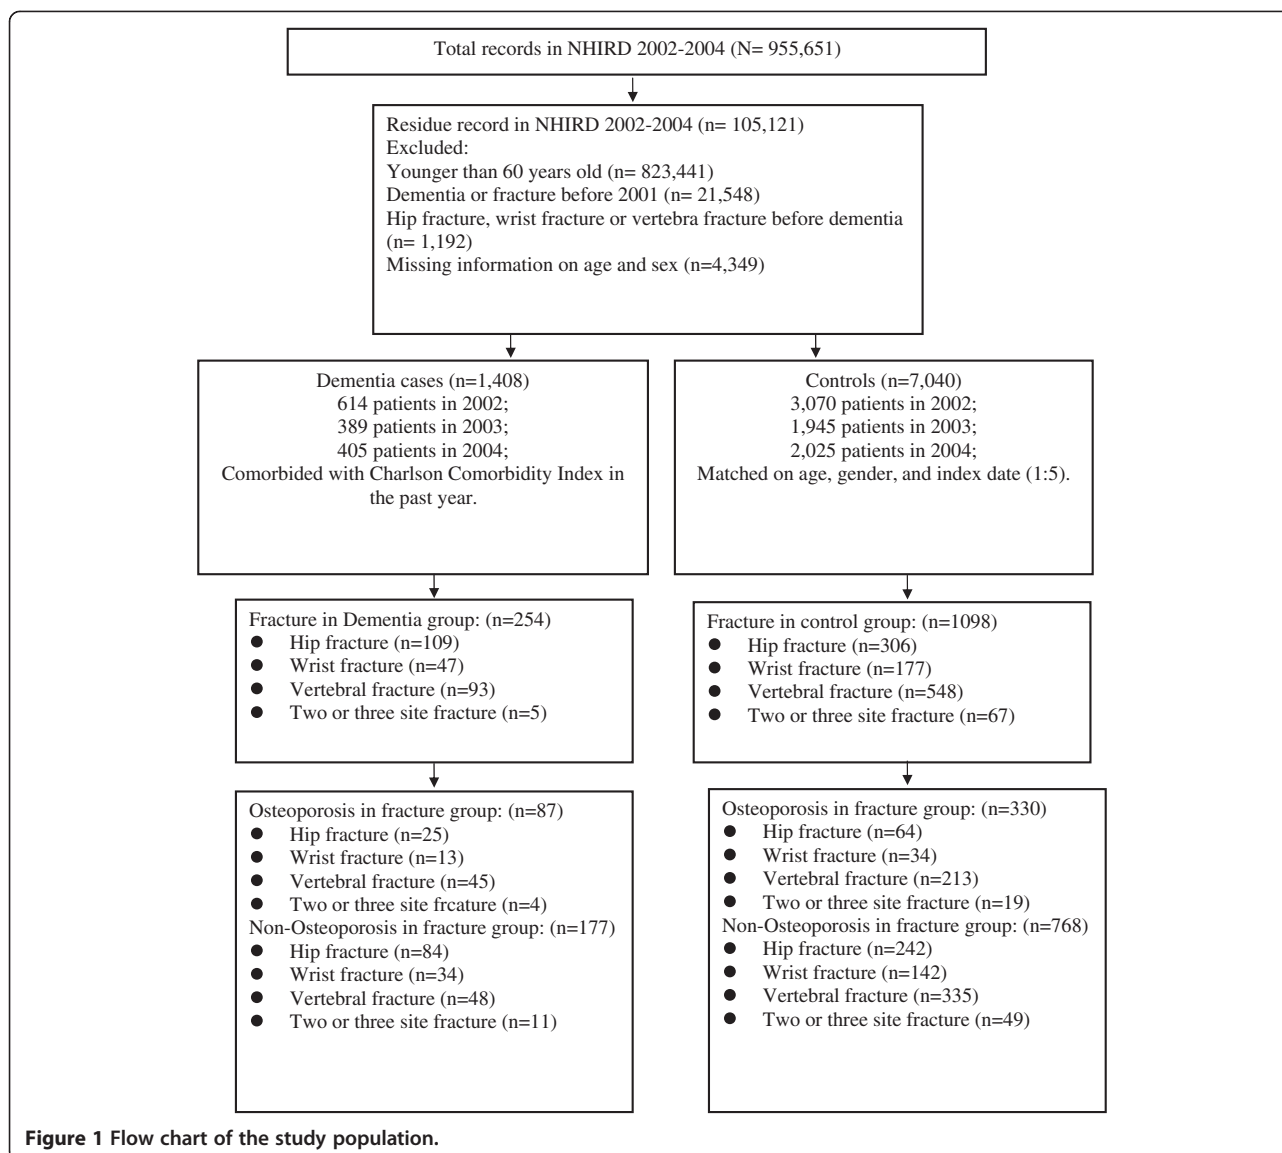 Total records in NHIRD 2002-2004 (N= 955,651)
Residue record in NHIRD 2002-2004 (n= 105,121)
Excluded:
Younger than 60 years old (n= 823,441)
Dementia or fracture before 2001 (n= 21,548)
Hip fracture, wrist fracture or vertebra fracture before dementia
(n= 1,192)
Missing information on age and sex (n=4,349)
Dementia cases (n=1,408)
614 patients in 2002;
389 patients in 2003;
405 patients in 2004;
Comorbided with Charlson Comorbidity Index in
the past year.
Controls (n=7,040)
3,070 patients in 2002;
1,945 patients in 2003;
2,025 patients in 2004;
Matched on age, gender, and index date (1:5).
Fracture in Dementia group: (n=254)
● Hip fracture (n=109)
● Wrist fracture (n=47)
● Vertebral fracture (n=93)
● Two or three site fracture (n=5)
Fracture in control group: (n=1098)
● Hip fracture (n=306)
● Wrist fracture (n=177)
● Vertebral fracture (n=548)
● Two or three site fracture (n=67)
Osteoporosis in fracture group: (n=87)
● Hip fracture (n=25)
● Wrist fracture (n=13)
● Vertebral fracture (n=45)
● Two or three site frcature (n=4)
Non-Osteoporosis in fracture group: (n=177)
● Hip fracture (n=84)
● Wrist fracture (n=34)
● Vertebral fracture (n=48)
● Two or three site fracture (n=11)
Osteoporosis in fracture group: (n=330)
● Hip fracture (n=64)
● Wrist fracture (n=34)
● Vertebral fracture (n=213)
● Two or three site fracture (n=19)
Non-Osteoporosis in fracture group: (n=768)
● Hip fracture (n=242)
● Wrist fracture (n=142)
● Vertebral fracture (n=335)
● Two or three site fracture (n=49)
Figure 1 Flow chart of the study population.